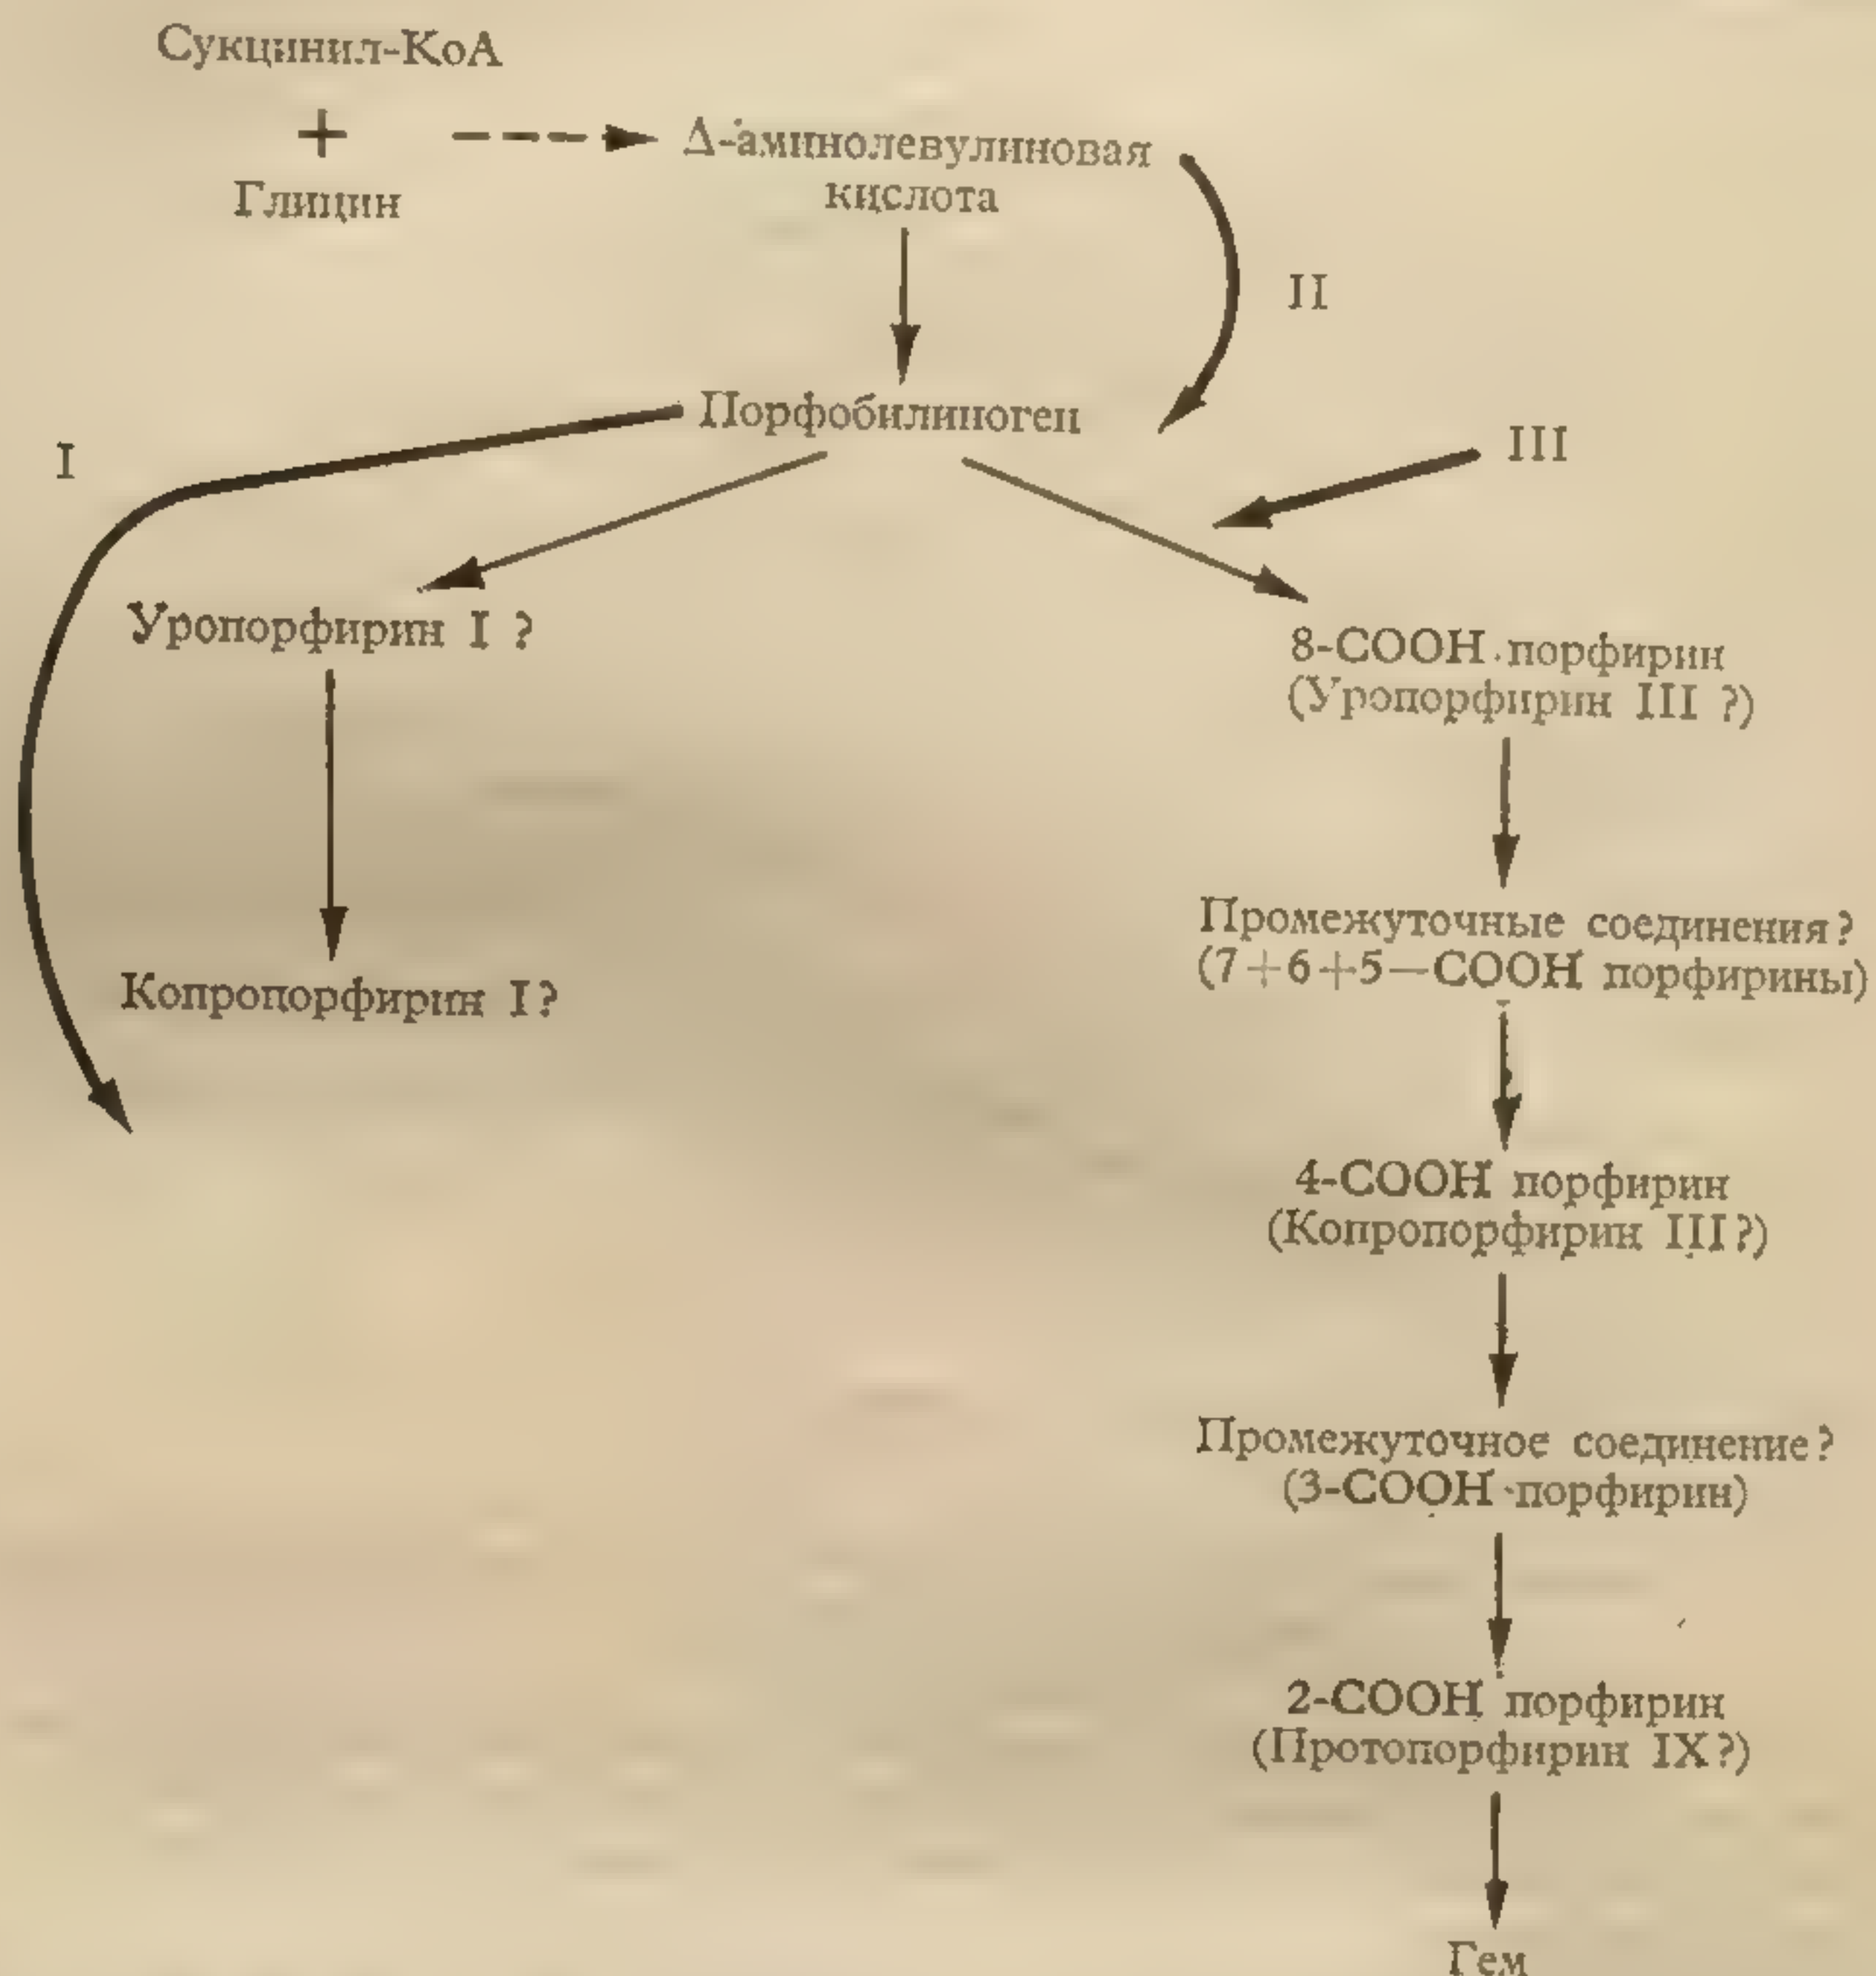 Сукцинил-КоА
+
Глицин
Δ-аминолевулиновая
кислота
II
Порфобилиноген
I
III
Уропорфирин I ?
8-COOH порфирин
(Уропорфирин III ?)
Промежуточные соединения?
(7+6+5—COOH порфирины)
Копропорфирин I?
4-COOH порфирин
(Копропорфирин III?)
Промежуточное соединение?
(3-COOH порфирин)
2-COOH порфирин
(Протопорфирин IX?)
Гем